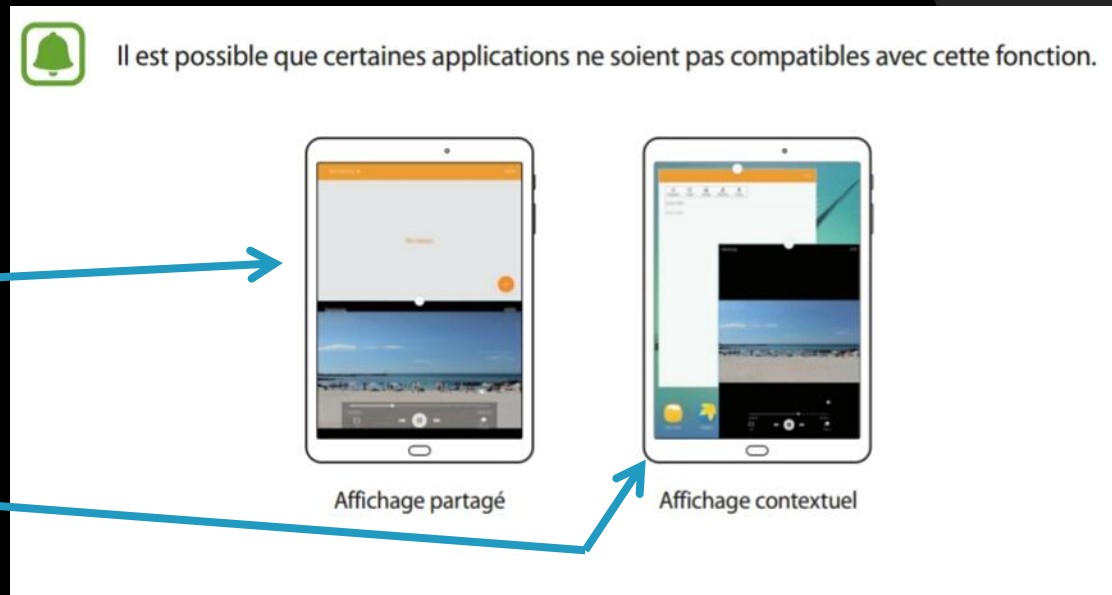 Il est possible que certaines applications ne soient pas compatibles avec cette fonction.
Affichage partagé
Affichage contextuel